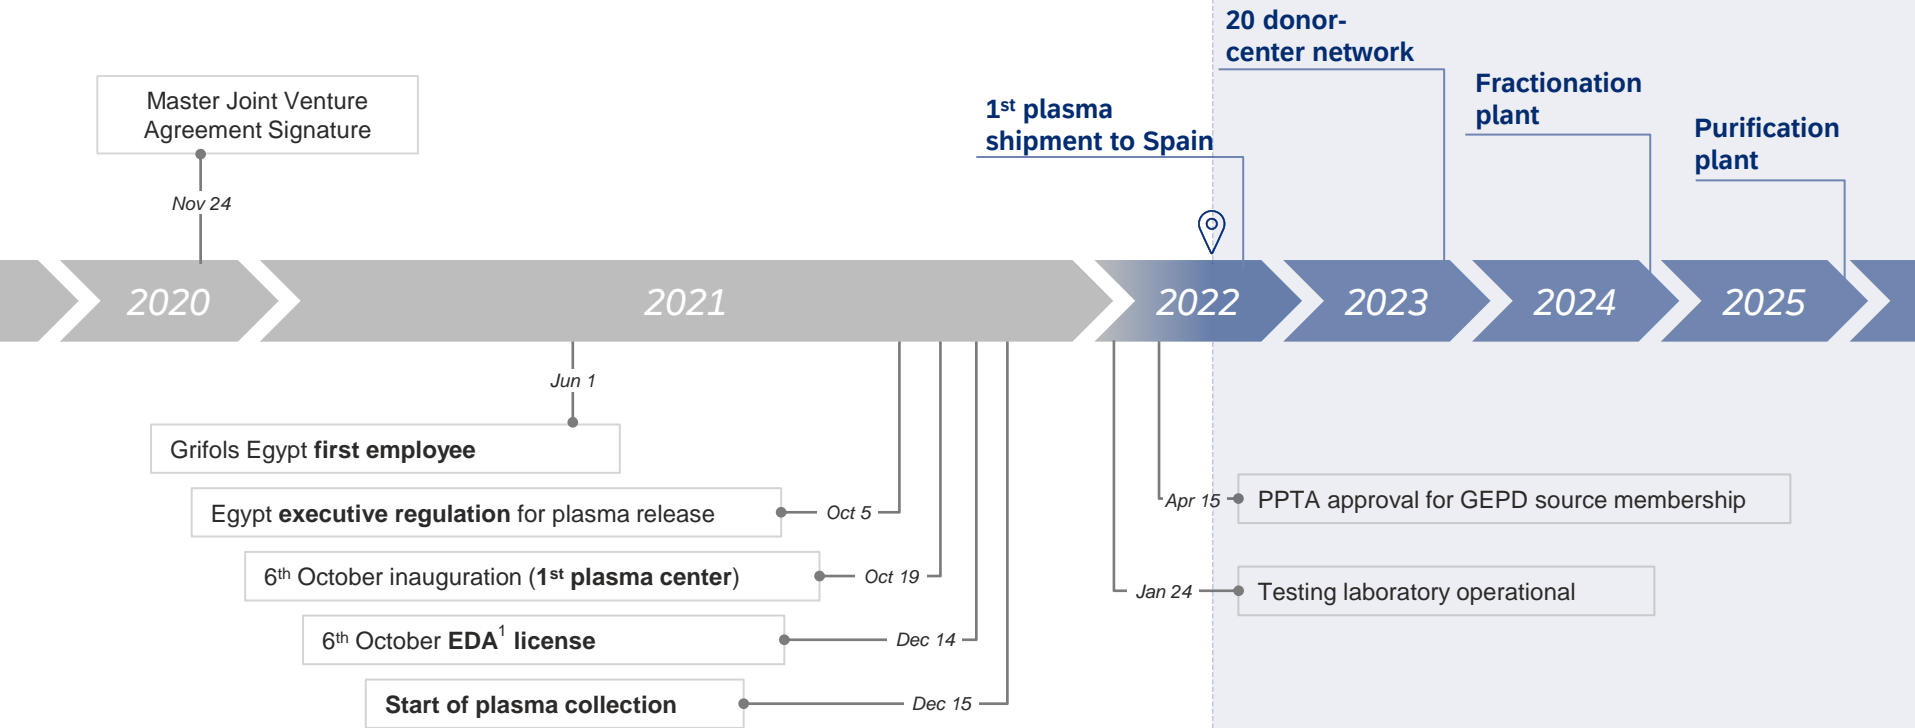 20 donor-
center network
Master Joint Venture
Agreement Signature
Fractionation
plant
1st plasma
shipment to Spain
Purification
plant
Nov 24
2020
2021
2022
2023
2024
2025
Jun 1
Grifols Egypt first employee
Egypt executive regulation for plasma release
Oct 5
Apr 15
PPTA approval for GEPD source membership
6th October inauguration (1st plasma center)
Oct 19
Jan 24
Testing laboratory operational
6th October EDA1 license
Dec 14
Start of plasma collection
Dec 15